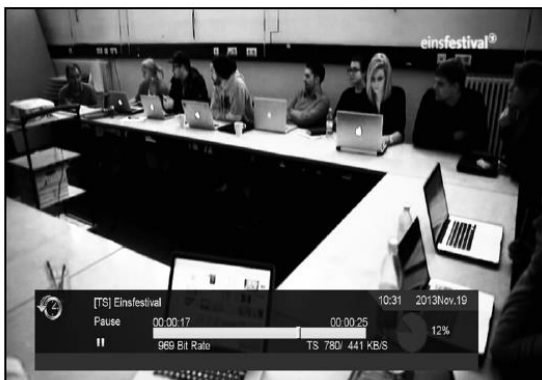 einsfestival
[TS] Einsfestival 10:31 2013Nov.19
Pause 00:00:17 00:00:25 12%
969 Bit Rate TS 780/ 441 KB/S